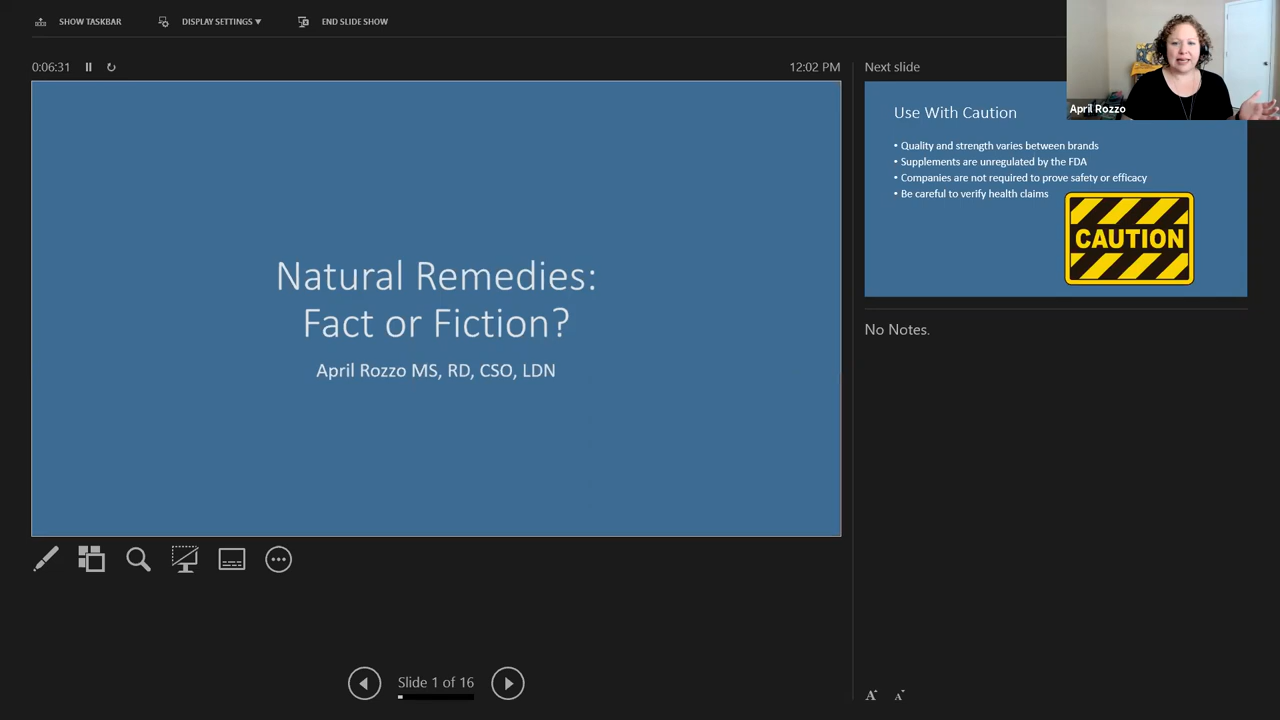 SHOW TASKBAR
DISPLAY SETTINGS ▼
END SLIDE SHOW
0:06:31
12:02 PM
Natural Remedies:
Fact or Fiction?
April Rozzo MS, RD, CSO, LDN
Slide 1 of 16
Next slide
April Rozzo
Use With Caution
• Quality and strength varies between brands
• Supplements are unregulated by the FDA
• Companies are not required to prove safety or efficacy
• Be careful to verify health claims
CAUTION
No Notes.
A A